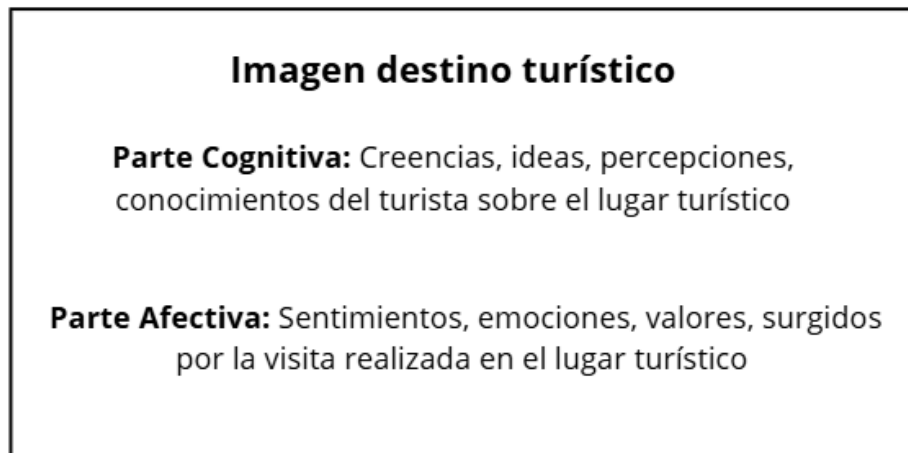 Imagen destino turístico
Parte Cognitiva: Creencias, ideas, percepciones,
conocimientos del turista sobre el lugar turístico
Parte Afectiva: Sentimientos, emociones, valores, surgidos
por la visita realizada en el lugar turístico